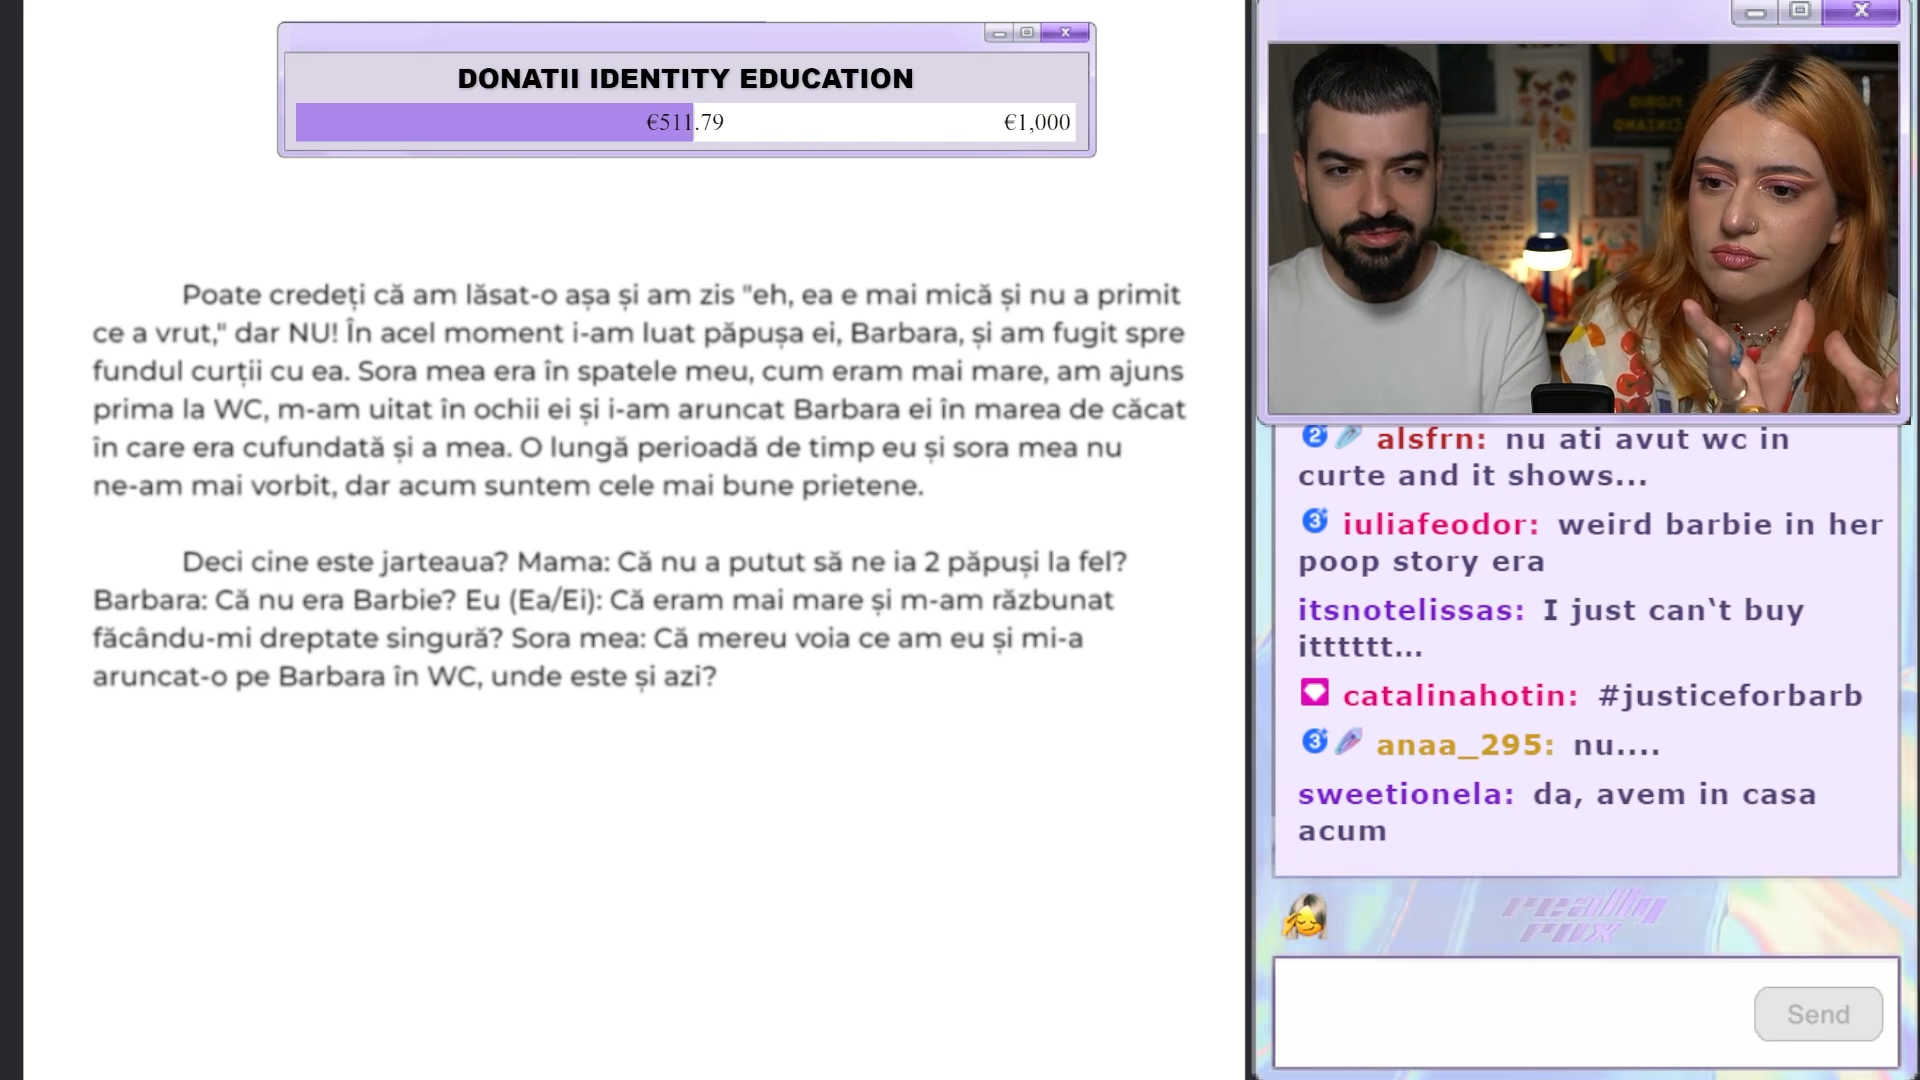 DONATII IDENTITY EDUCATION
€511.79 €1,000
Poate credeți că am lăsat-o așa și am zis "eh, ea e mai mică și nu a primit
ce a vrut," dar NU! În acel moment i-am luat păpușa ei, Barbara, și am fugit spre
fundul curții cu ea. Sora mea era în spatele meu, cum eram mai mare, am ajuns
prima la WC, m-am uitat în ochii ei și i-am aruncat Barbara ei în marea de căcat
în care era cufundată și a mea. O lungă perioadă de timp eu și sora mea nu
ne-am mai vorbit, dar acum suntem cele mai bune prietene.
Deci cine este jarteaua? Mama: Că nu a putut să ne ia 2 păpuși la fel?
Barbara: Că nu era Barbie? Eu (Ea/Ei): Că eram mai mare și m-am răzbunat
făcându-mi dreptate singură? Sora mea: Că mereu voia ce am eu și mi-a
aruncat-o pe Barbara în WC, unde este și azi?
2 alsfrn: nu ati avut wc in
curte and it shows...
3 iuliafeodor: weird barbie in her
poop story era
itsnotelissas: I just can't buy
itttttt...
catalinahotin: #justiceforbarb
3 anaa_295: nu....
sweetionela: da, avem in casa
acum
really
rux
Send